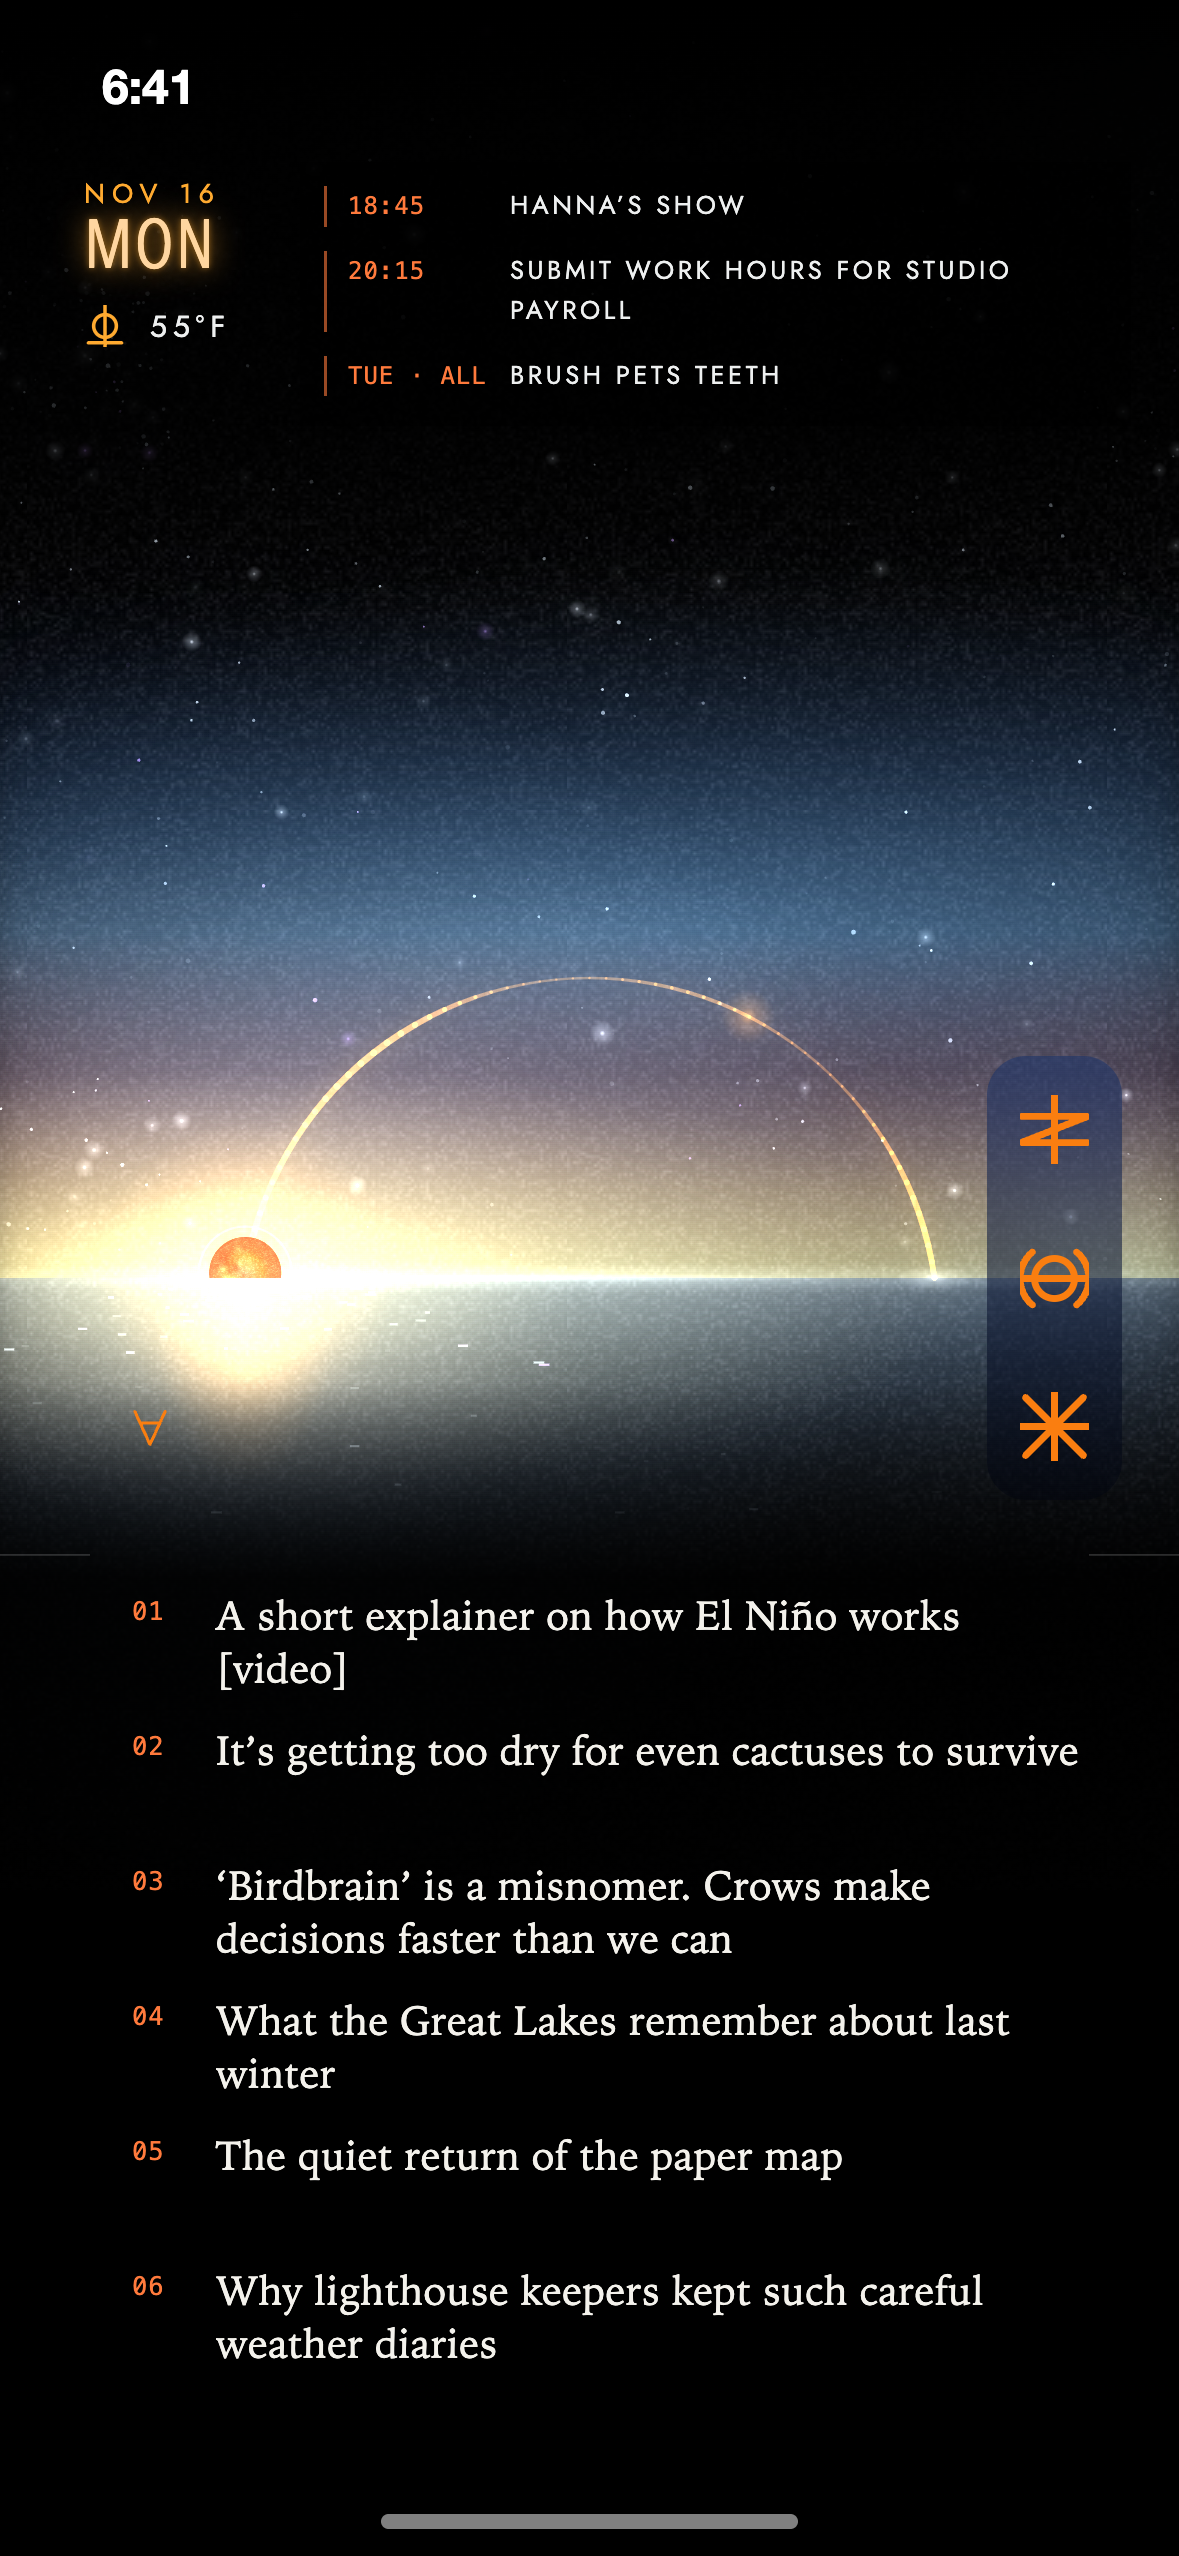 6:41
NOV 16
MON
55°F
18:45 HANNA’S SHOW
20:15 SUBMIT WORK HOURS FOR STUDIO
PAYROLL
TUE · ALL BRUSH PETS TEETH
01 A short explainer on how El Niño works
[video]
02 It’s getting too dry for even cactuses to survive
03 ‘Birdbrain’ is a misnomer. Crows make
decisions faster than we can
04 What the Great Lakes remember about last
winter
05 The quiet return of the paper map
06 Why lighthouse keepers kept such careful
weather diaries